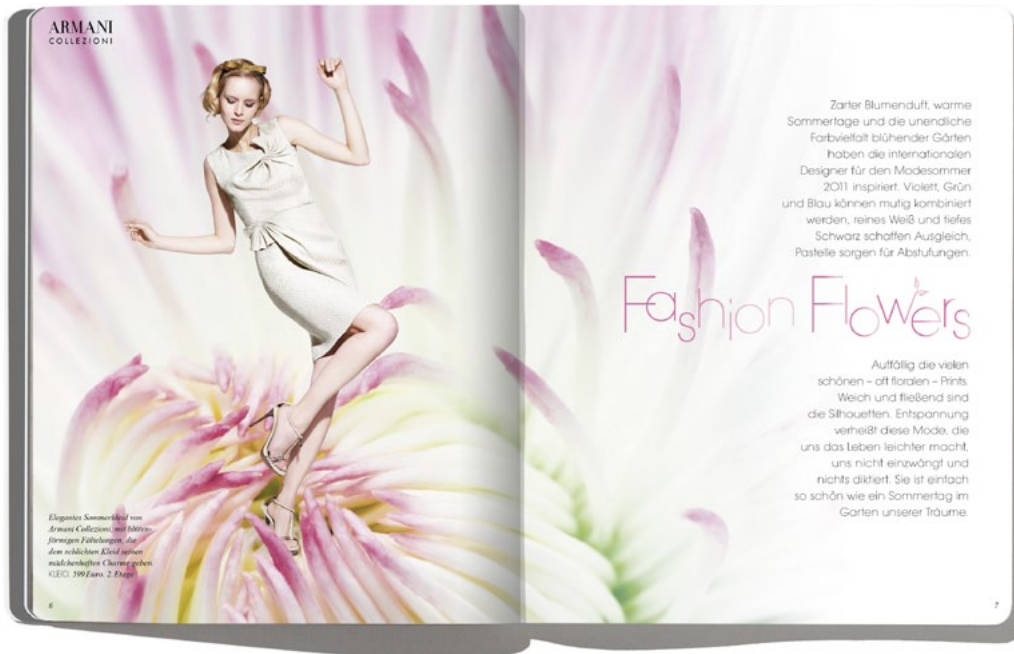 ARMANI
COLLEZIONI
Elegantes Sommerkleid von
Armani Collezioni, mit blüten-
förmigen Fältelungen, die
dem schlichten Kleid seinen
mädchenhaften Charme geben.
KLEID, 599 Euro. 2. Etage
6
Zarter Blumenduft, warme
Sommertage und die unendliche
Farbvielfalt blühender Gärten
haben die internationalen
Designer für den Modesommer
2011 inspiriert. Violett, Grün
und Blau können mutig kombiniert
werden, reines Weiß und tiefes
Schwarz schaffen Ausgleich,
Pastelle sorgen für Abstufungen.
Fashion Flowers
Auffällig die vielen
schönen – oft floralen – Prints.
Weich und fließend sind
die Silhouetten. Entspannung
verheißt diese Mode, die
uns das Leben leichter macht,
uns nicht einzwängt und
nichts diktiert. Sie ist einfach
so schön wie ein Sommertag im
Garten unserer Träume.
7